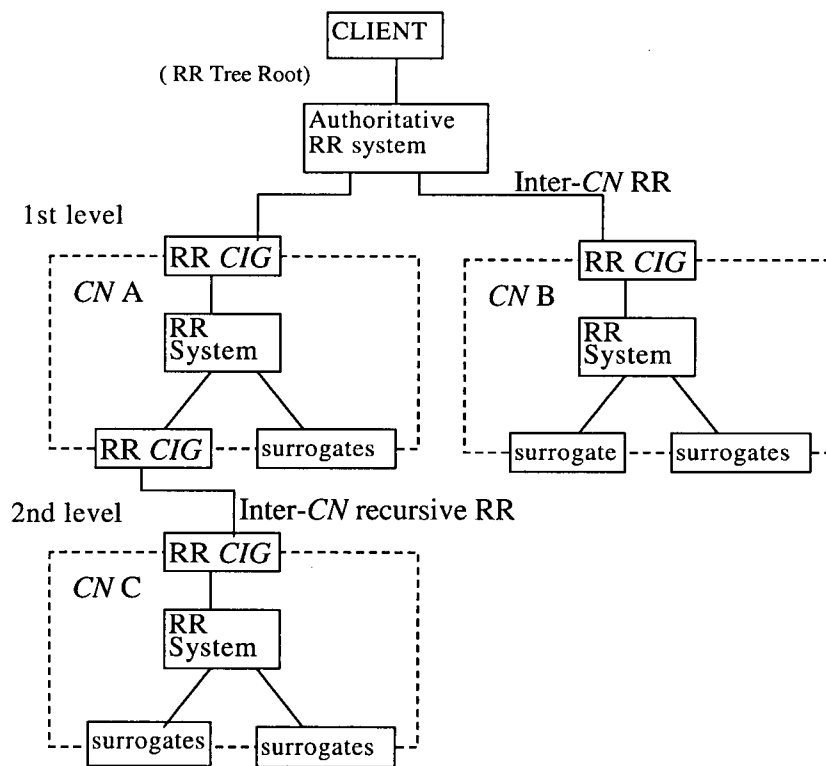 CLIENT
( RR Tree Root)
Authoritative
RR system
Inter-CN RR
1st level
RR CIG
RR CIG
CN A
CN B
RR
System
RR
System
RR CIG
surrogates
surrogate
surrogates
2nd level
Inter-CN recursive RR
RR CIG
CN C
RR
System
surrogates
surrogates